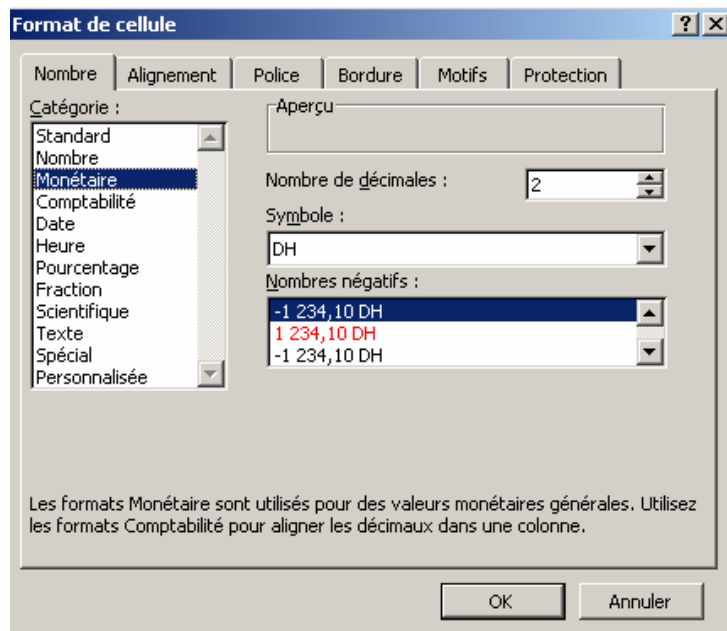 Format de cellule
Nombre Alignement Police Bordure Motifs Protection
Catégorie :
Standard
Nombre
Monétaire
Comptabilité
Date
Heure
Pourcentage
Fraction
Scientifique
Texte
Spécial
Personnalisée
Aperçu
Nombre de décimales : 2
Symbole :
DH
Nombres négatifs :
-1 234,10 DH
1 234,10 DH
-1 234,10 DH
Les formats Monétaire sont utilisés pour des valeurs monétaires générales. Utilisez
les formats Comptabilité pour aligner les décimaux dans une colonne.
OK Annuler